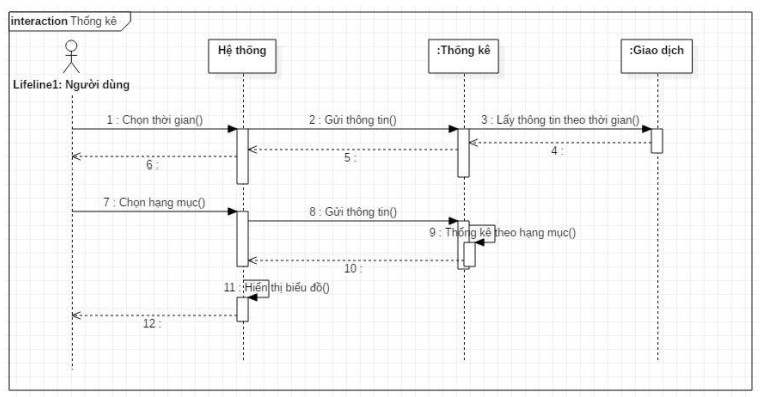 interaction Thống kê
Hệ thống
:Thống kê
:Giao dịch
Lifeline1: Người dùng
1 : Chọn thời gian()
2 : Gửi thông tin()
3 : Lấy thông tin theo thời gian()
4 :
5 :
6 :
7 : Chọn hạng mục()
8 : Gửi thông tin()
9 : Thống kê theo hạng mục()
10 :
11 : Hiển thị biểu đồ()
12 :